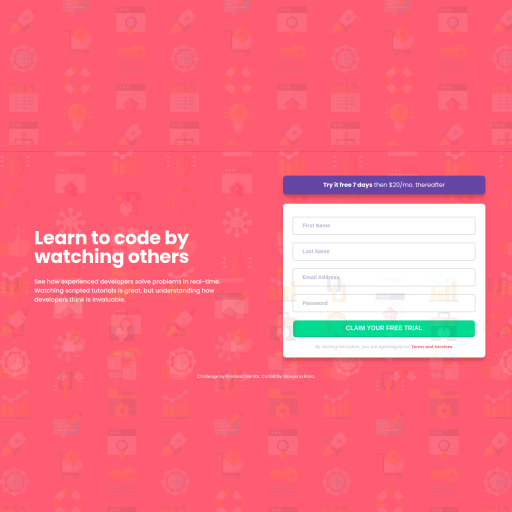 Try it free 7 days then $20/mo. thereafter
Learn to code by
watching others
See how experienced developers solve problems in real-time.
Watching scripted tutorials is great, but understanding how
developers think is invaluable.
First Name
Last Name
Email Address
Password
CLAIM YOUR FREE TRIAL
By clicking the button, you are agreeing to our Terms and Services
Challenge by Frontend Mentor. Coded by